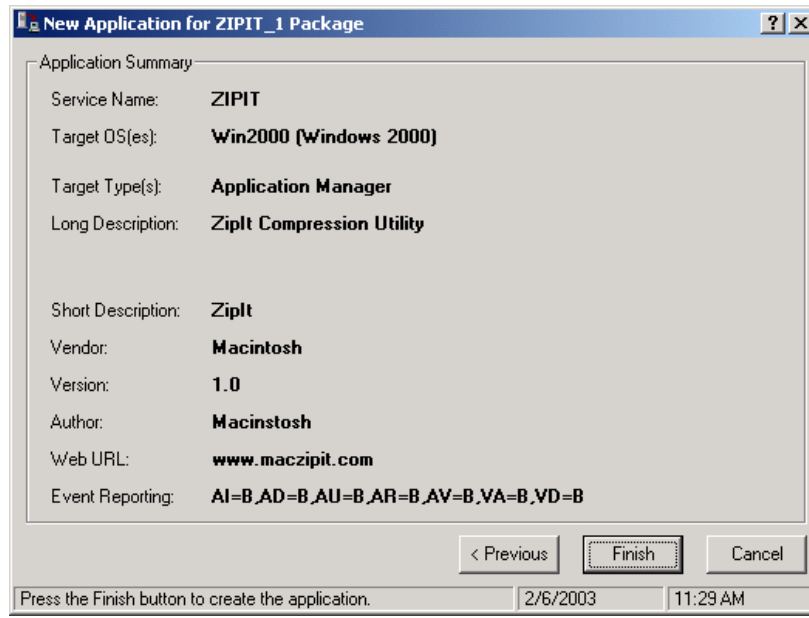 New Application for ZIPIT_1 Package
Application Summary
Service Name: ZIPIT
Target OS(es): Win2000 (Windows 2000)
Target Type(s): Application Manager
Long Description: ZipIt Compression Utility
Short Description: ZipIt
Vendor: Macintosh
Version: 1.0
Author: Macinstosh
Web URL: www.maczipit.com
Event Reporting: AI=B,AD=B,AU=B,AR=B,AV=B,VA=B,VD=B
< Previous Finish Cancel
Press the Finish button to create the application. 2/6/2003 11:29 AM